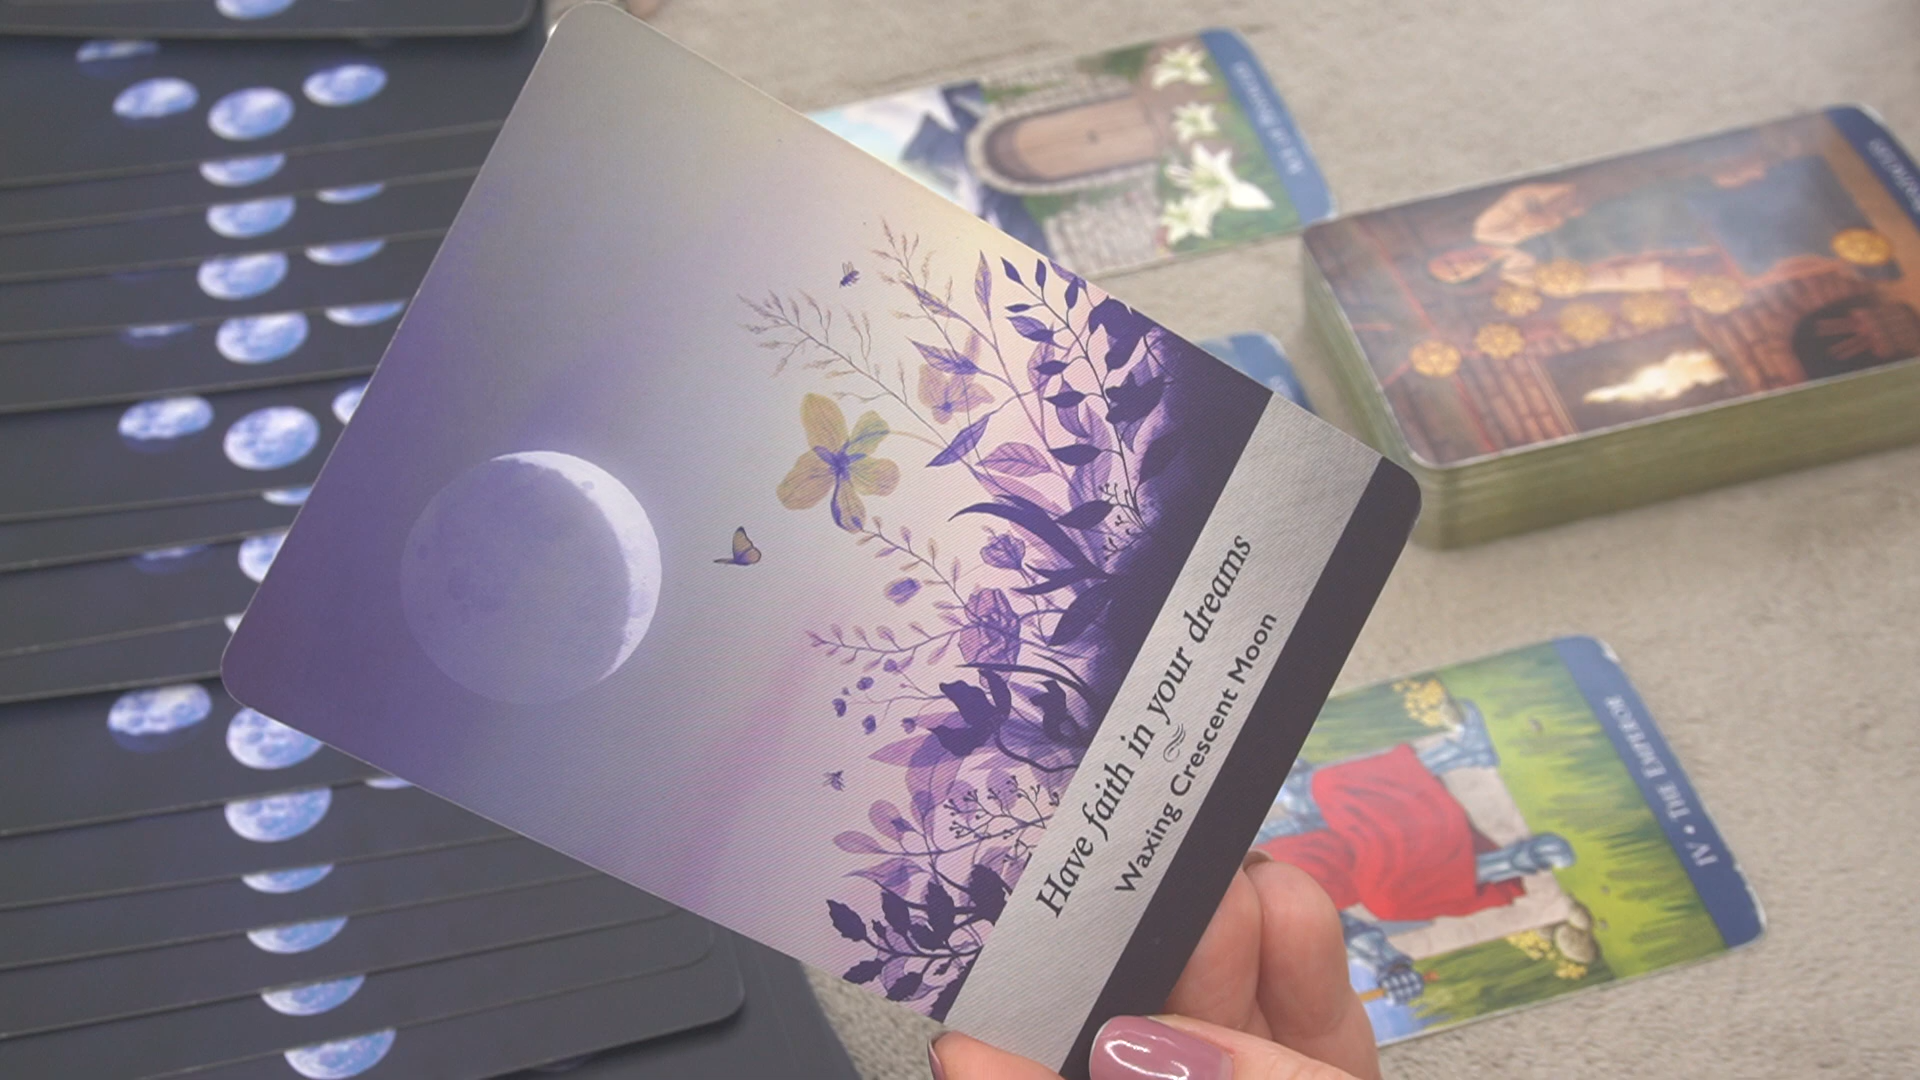 Have faith in your dreams
Waxing Crescent Moon
IV • THE EMPEROR